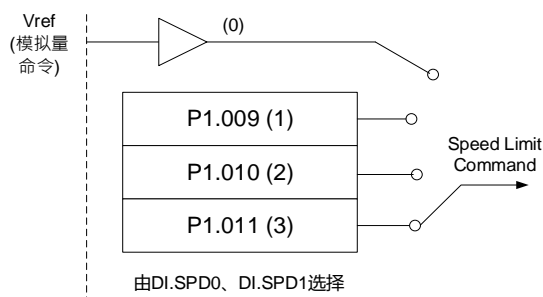 Vref
(模拟量
命令)
(0)
P1.009 (1)
P1.010 (2)
P1.011 (3)
Speed Limit
Command
由DI.SPD0、DI.SPD1选择